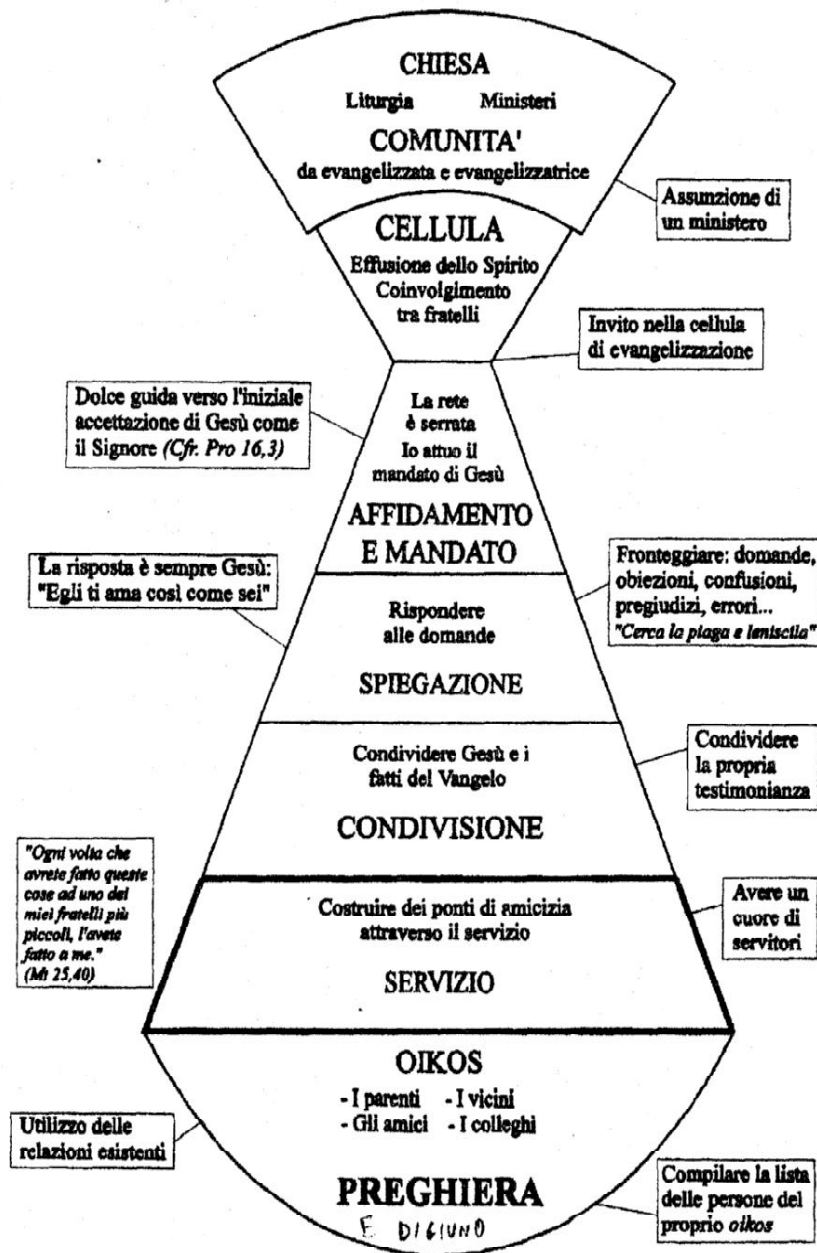 CHIESA
Liturgia Ministeri
COMUNITA'
da evangelizzata e evangelizzatrice
Assunzione di
un ministero
CELLULA
Effusione dello Spirito
Coinvolgimento
tra fratelli
Invito nella cellula
di evangelizzazione
Dolce guida verso l'iniziale
accettazione di Gesù come
il Signore (Cfr. Pro 16,3)
La rete
è serrata
Io attuo il
mandato di Gesù
AFFIDAMENTO
E MANDATO
La risposta è sempre Gesù:
"Egli ti ama così come sei"
Fronteggiare: domande,
obiezioni, confusioni,
pregiudizi, errori...
"Cerca la piaga e leniscila"
Rispondere
alle domande
SPIEGAZIONE
Condividere Gesù e i
fatti del Vangelo
CONDIVISIONE
Condividere
la propria
testimonianza
"Ogni volta che
avrete fatto queste
cose ad uno dei
miei fratelli più
piccoli, l'avete
fatto a me."
(Mt 25,40)
Costruire dei ponti di amicizia
attraverso il servizio
SERVIZIO
Avere un
cuore di
servitori
OIKOS
- I parenti - I vicini
- Gli amici - I colleghi
Utilizzo delle
relazioni esistenti
PREGHIERA
E DIGIUNO
Compilare la lista
delle persone del
proprio oikos